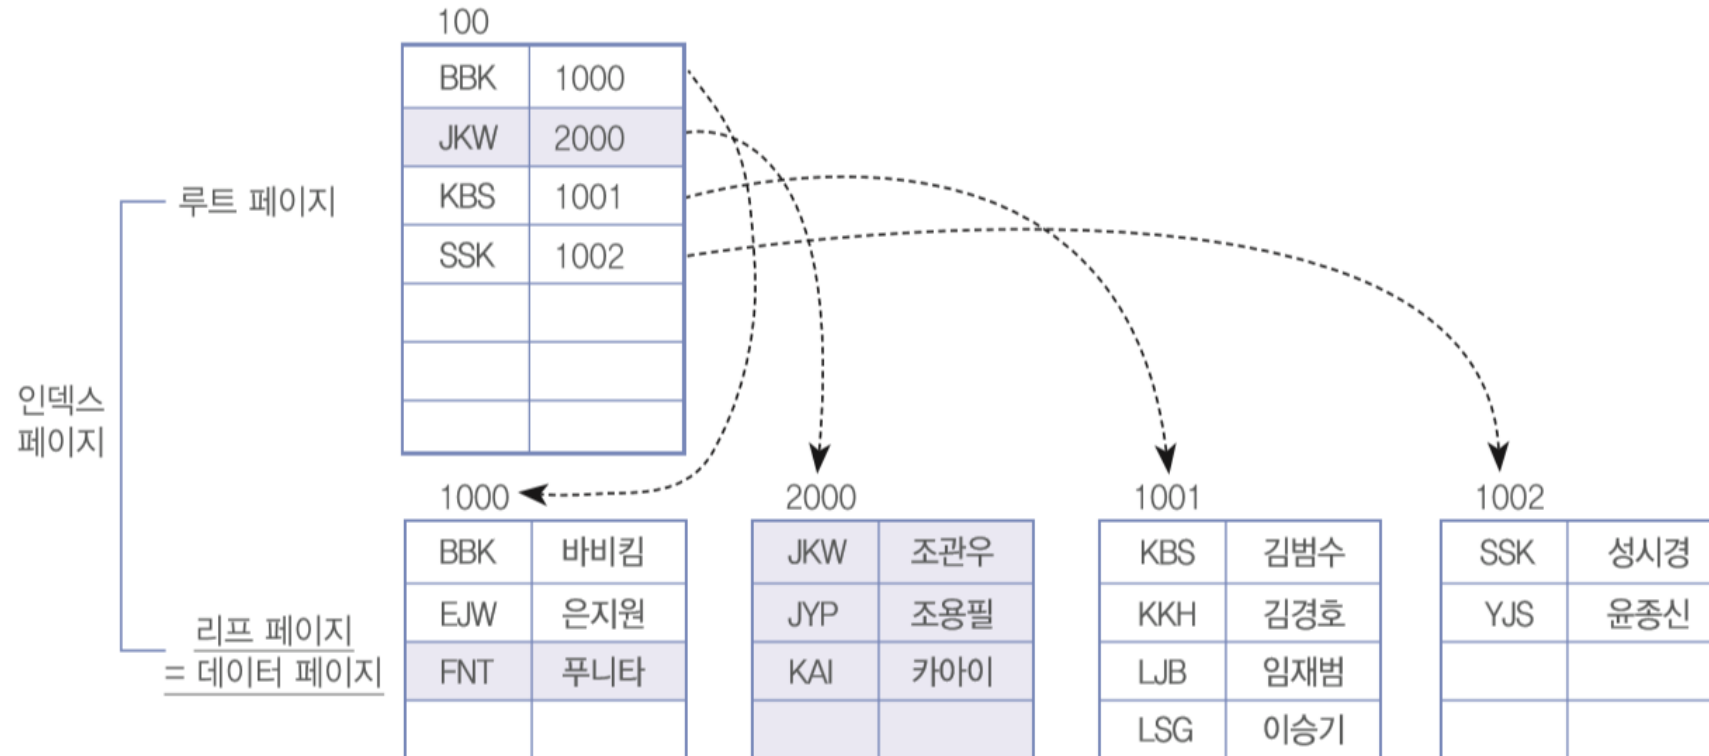 100
BBK 1000
JKW 2000
KBS 1001
SSK 1002
루트 페이지
인덱스
페이지
리프 페이지
= 데이터 페이지
1000
BBK 바비킴
EJW 은지원
FNT 푸니타
2000
JKW 조관우
JYP 조용필
KAI 카아이
1001
KBS 김범수
KKH 김경호
LJB 임재범
LSG 이승기
1002
SSK 성시경
YJS 윤종신